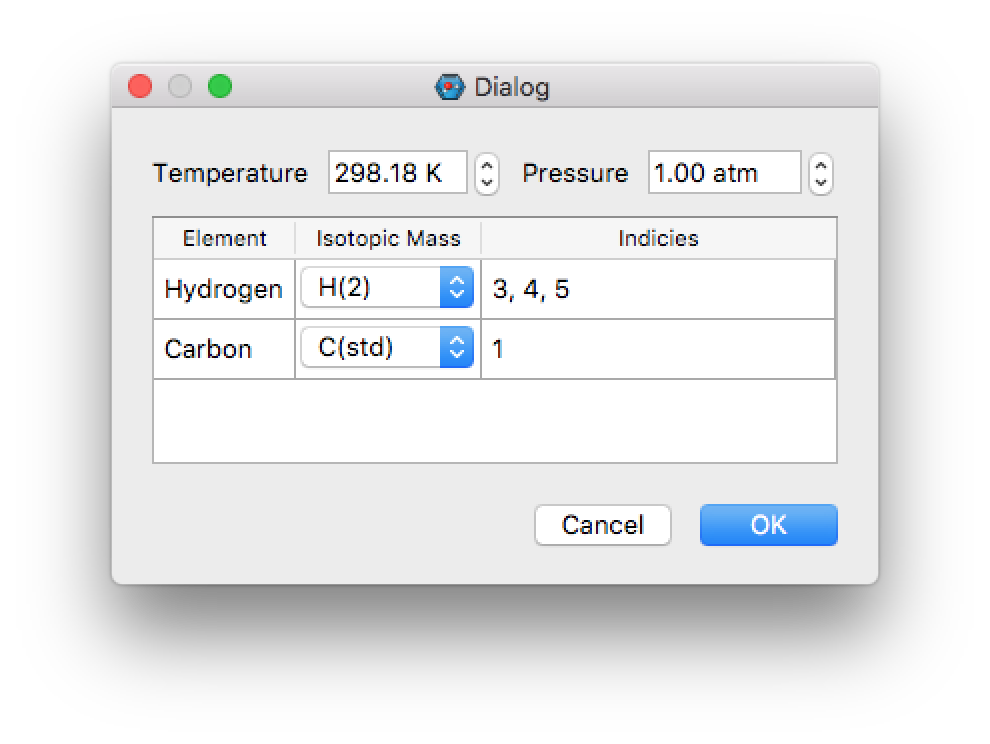 Dialog
Temperature 298.18 K Pressure 1.00 atm
Element Isotopic Mass Indicies
Hydrogen H(2) 3, 4, 5
Carbon C(std) 1
Cancel OK